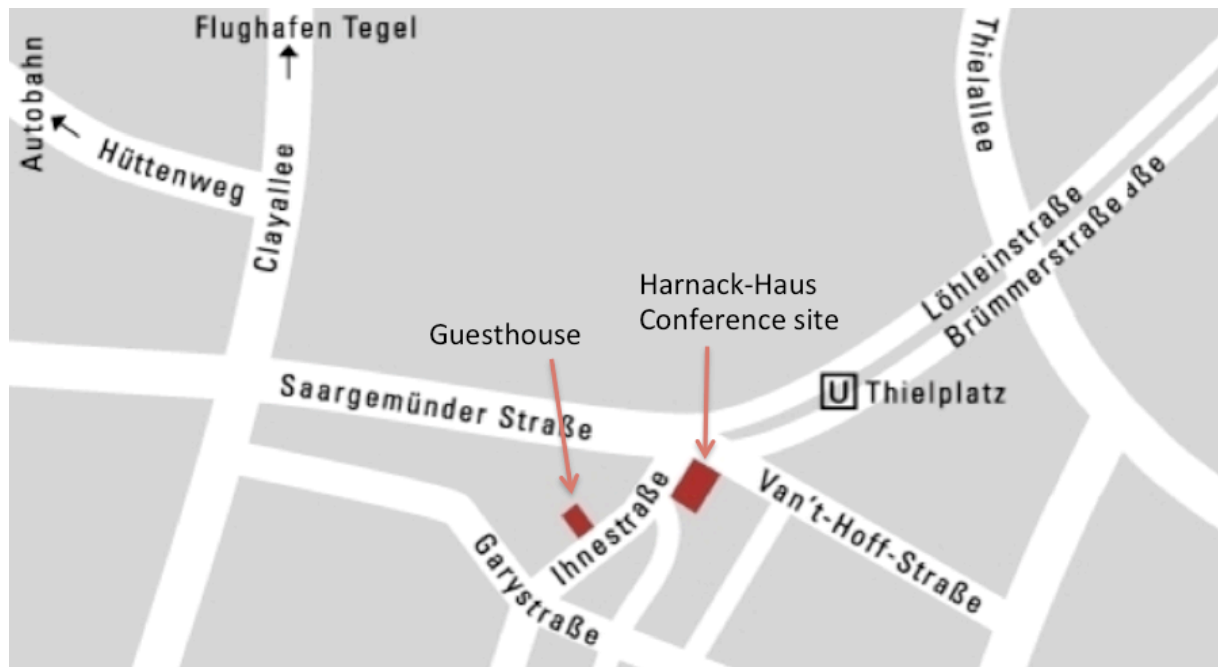 Flughafen Tegel
Autobahn
Hüttenweg
Clayallee
Thielallee
Löhleinstraße
Brümmerstraße
Harnack-Haus
Conference site
Guesthouse
U Thielplatz
Saargemünder Straße
Van't-Hoff-Straße
Ihnestraße
Garystraße